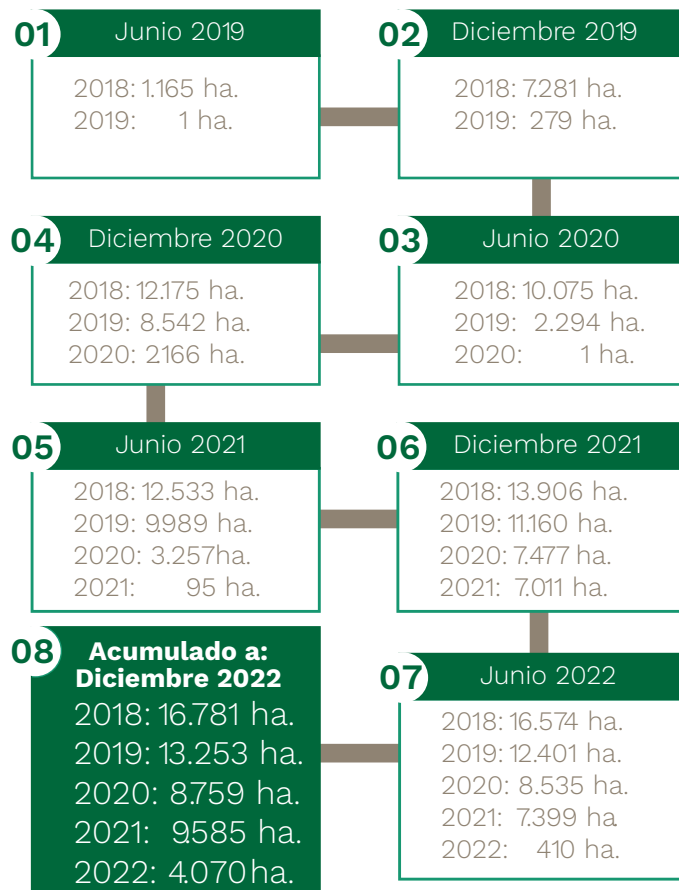 01 Junio 2019
2018: 1.165 ha.
2019: 1 ha.
02 Diciembre 2019
2018: 7.281 ha.
2019: 279 ha.
03 Junio 2020
2018: 10.075 ha.
2019: 2.294 ha.
2020: 1 ha.
04 Diciembre 2020
2018: 12.175 ha.
2019: 8.542 ha.
2020: 2.166 ha.
05 Junio 2021
2018: 12.533 ha.
2019: 9.989 ha.
2020: 3.257ha.
2021: 95 ha.
06 Diciembre 2021
2018: 13.906 ha.
2019: 11.160 ha.
2020: 7.477 ha.
2021: 7.011 ha.
07 Junio 2022
2018: 16.574 ha.
2019: 12.401 ha.
2020: 8.535 ha.
2021: 7.399 ha
2022: 410 ha.
08 Acumulado a:
Diciembre 2022
2018: 16.781 ha.
2019: 13.253 ha.
2020: 8.759 ha.
2021: 9.585 ha.
2022: 4.070 ha.